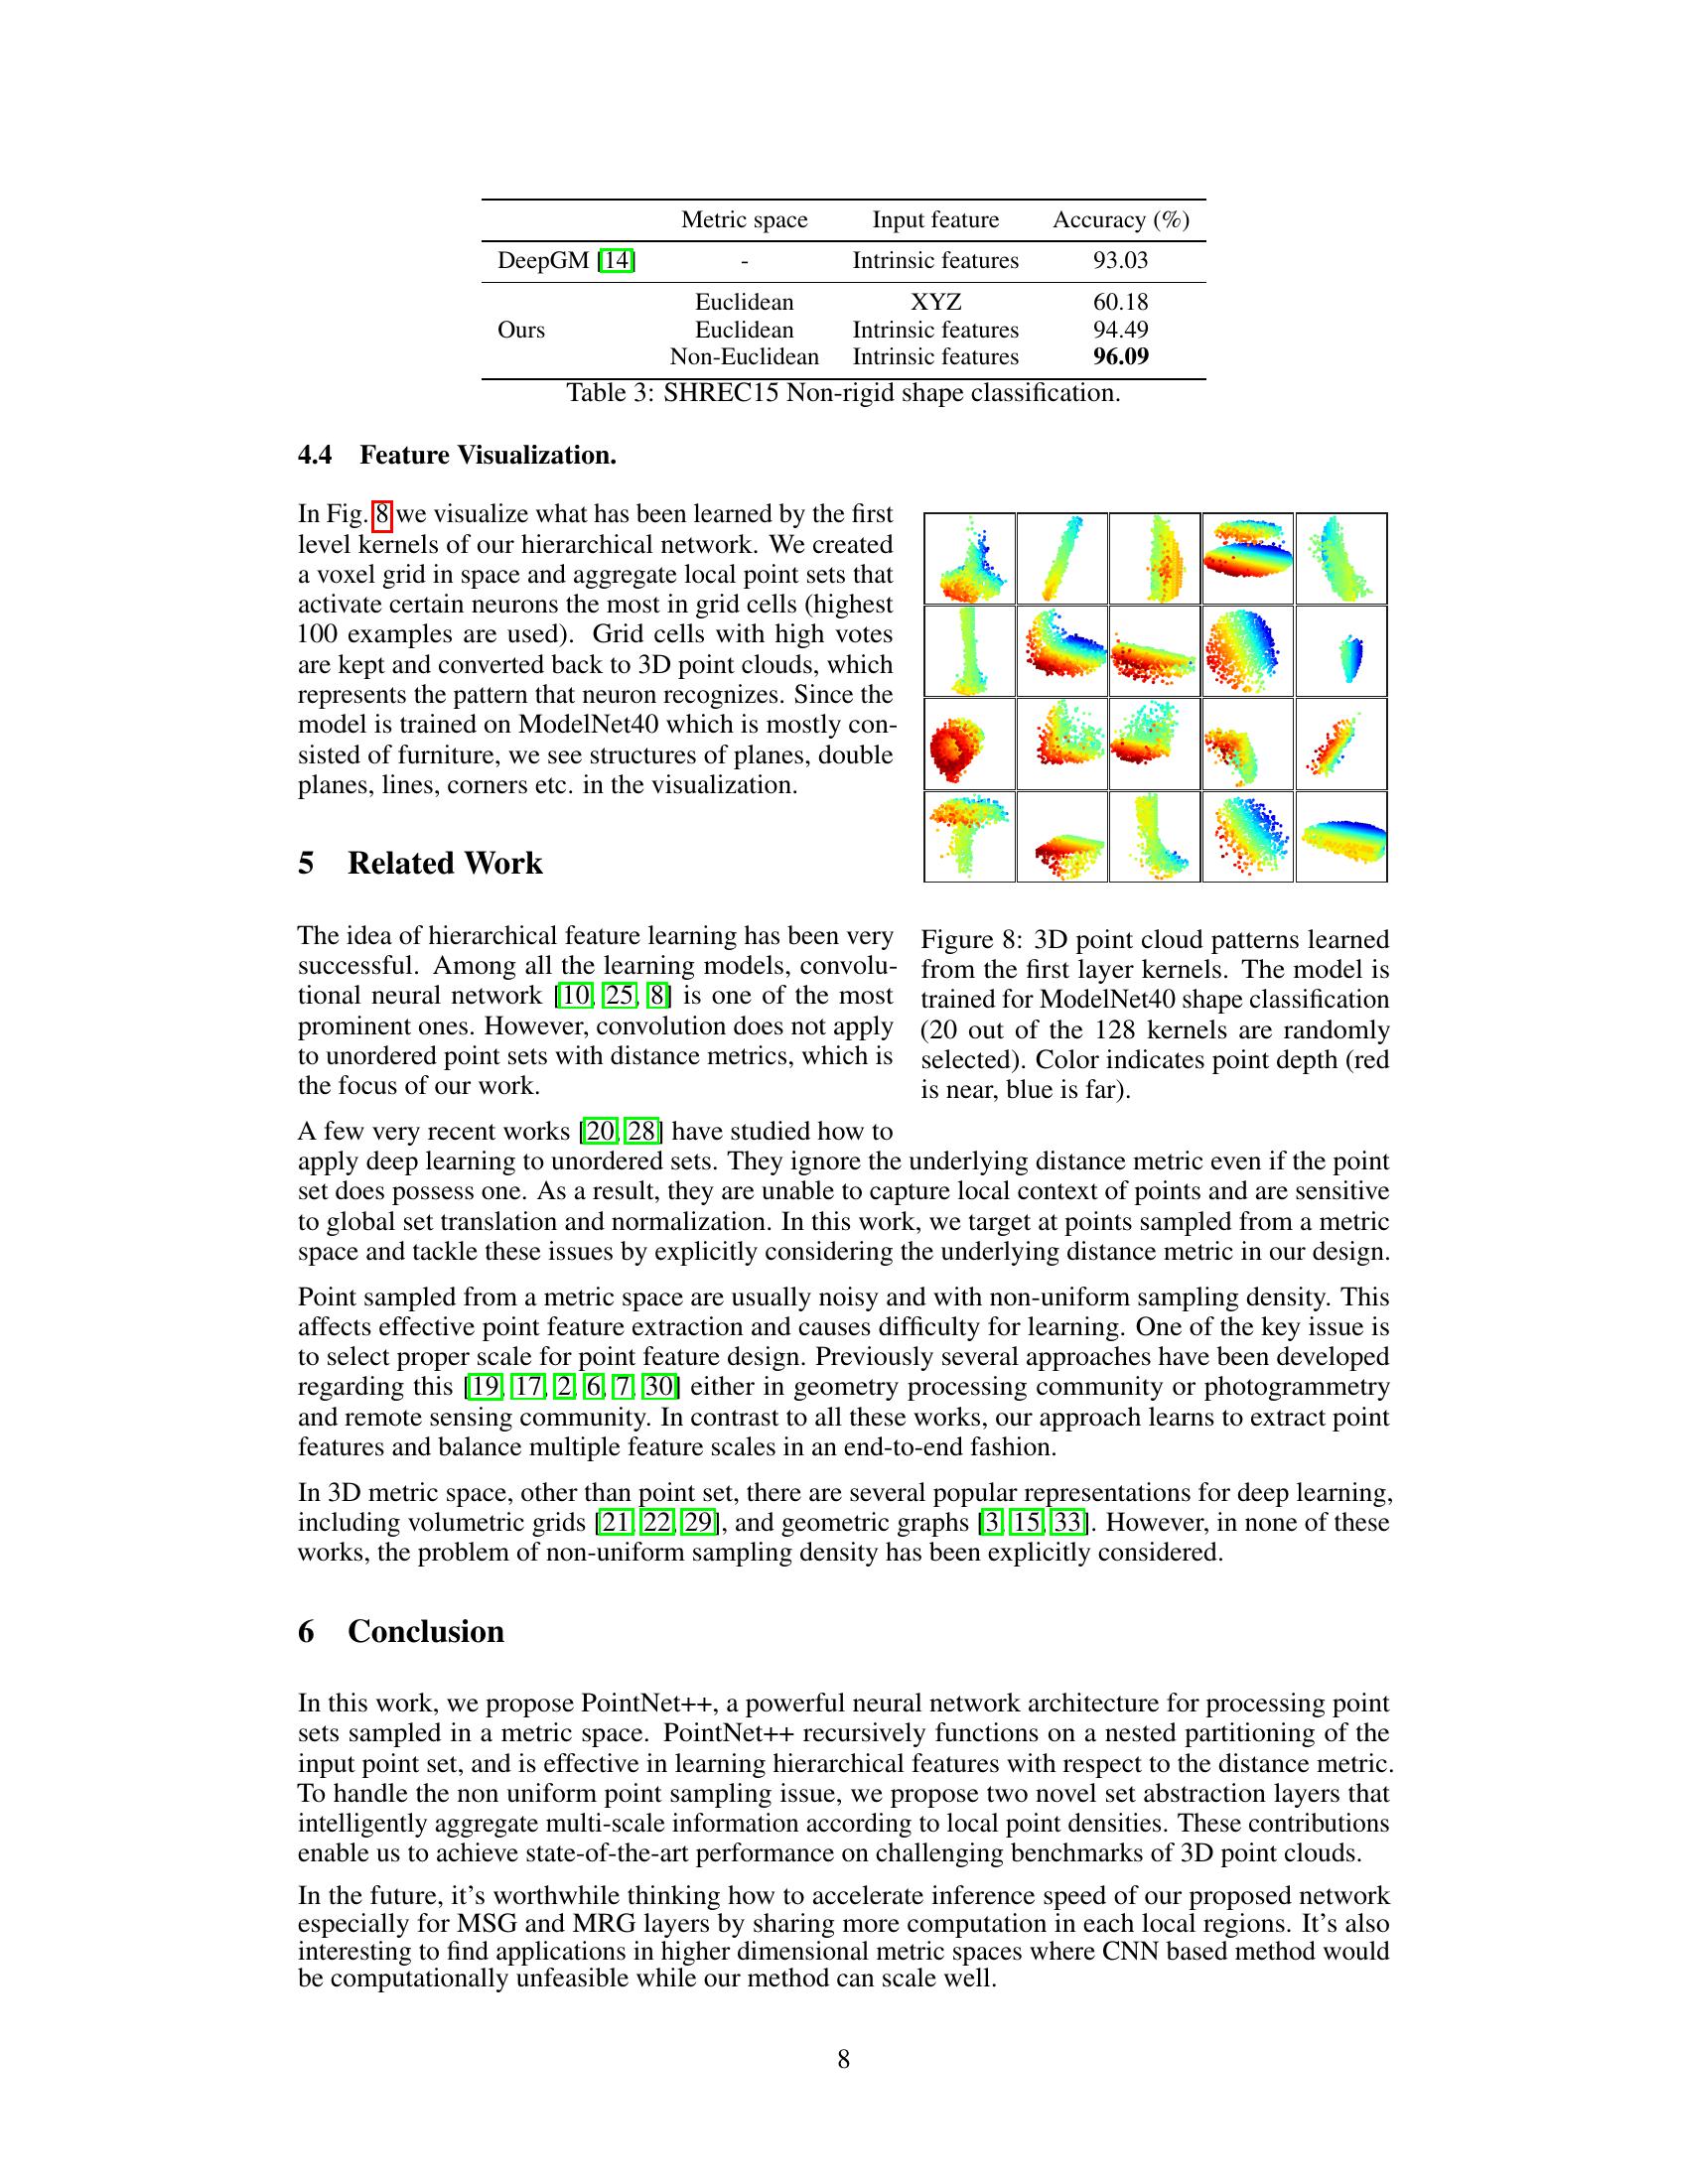 Metric space Input feature Accuracy (%)
DeepGM [14] - Intrinsic features 93.03
Euclidean XYZ 60.18
Ours Euclidean Intrinsic features 94.49
Non-Euclidean Intrinsic features 96.09
Table 3: SHREC15 Non-rigid shape classification.
4.4 Feature Visualization.
In Fig. 8 we visualize what has been learned by the first
level kernels of our hierarchical network. We created
a voxel grid in space and aggregate local point sets that
activate certain neurons the most in grid cells (highest
100 examples are used). Grid cells with high votes
are kept and converted back to 3D point clouds, which
represents the pattern that neuron recognizes. Since the
model is trained on ModelNet40 which is mostly con-
sisted of furniture, we see structures of planes, double
planes, lines, corners etc. in the visualization.
5 Related Work
The idea of hierarchical feature learning has been very
successful. Among all the learning models, convolu-
tional neural network [10, 25, 8] is one of the most
prominent ones. However, convolution does not apply
to unordered point sets with distance metrics, which is
the focus of our work.
Figure 8: 3D point cloud patterns learned
from the first layer kernels. The model is
trained for ModelNet40 shape classification
(20 out of the 128 kernels are randomly
selected). Color indicates point depth (red
is near, blue is far).
A few very recent works [20, 28] have studied how to
apply deep learning to unordered sets. They ignore the underlying distance metric even if the point
set does possess one. As a result, they are unable to capture local context of points and are sensitive
to global set translation and normalization. In this work, we target at points sampled from a metric
space and tackle these issues by explicitly considering the underlying distance metric in our design.
Point sampled from a metric space are usually noisy and with non-uniform sampling density. This
affects effective point feature extraction and causes difficulty for learning. One of the key issue is
to select proper scale for point feature design. Previously several approaches have been developed
regarding this [19, 17, 2, 6, 7, 30] either in geometry processing community or photogrammetry
and remote sensing community. In contrast to all these works, our approach learns to extract point
features and balance multiple feature scales in an end-to-end fashion.
In 3D metric space, other than point set, there are several popular representations for deep learning,
including volumetric grids [21, 22, 29], and geometric graphs [3, 15, 33]. However, in none of these
works, the problem of non-uniform sampling density has been explicitly considered.
6 Conclusion
In this work, we propose PointNet++, a powerful neural network architecture for processing point
sets sampled in a metric space. PointNet++ recursively functions on a nested partitioning of the
input point set, and is effective in learning hierarchical features with respect to the distance metric.
To handle the non uniform point sampling issue, we propose two novel set abstraction layers that
intelligently aggregate multi-scale information according to local point densities. These contributions
enable us to achieve state-of-the-art performance on challenging benchmarks of 3D point clouds.
In the future, it's worthwhile thinking how to accelerate inference speed of our proposed network
especially for MSG and MRG layers by sharing more computation in each local regions. It's also
interesting to find applications in higher dimensional metric spaces where CNN based method would
be computationally unfeasible while our method can scale well.
8